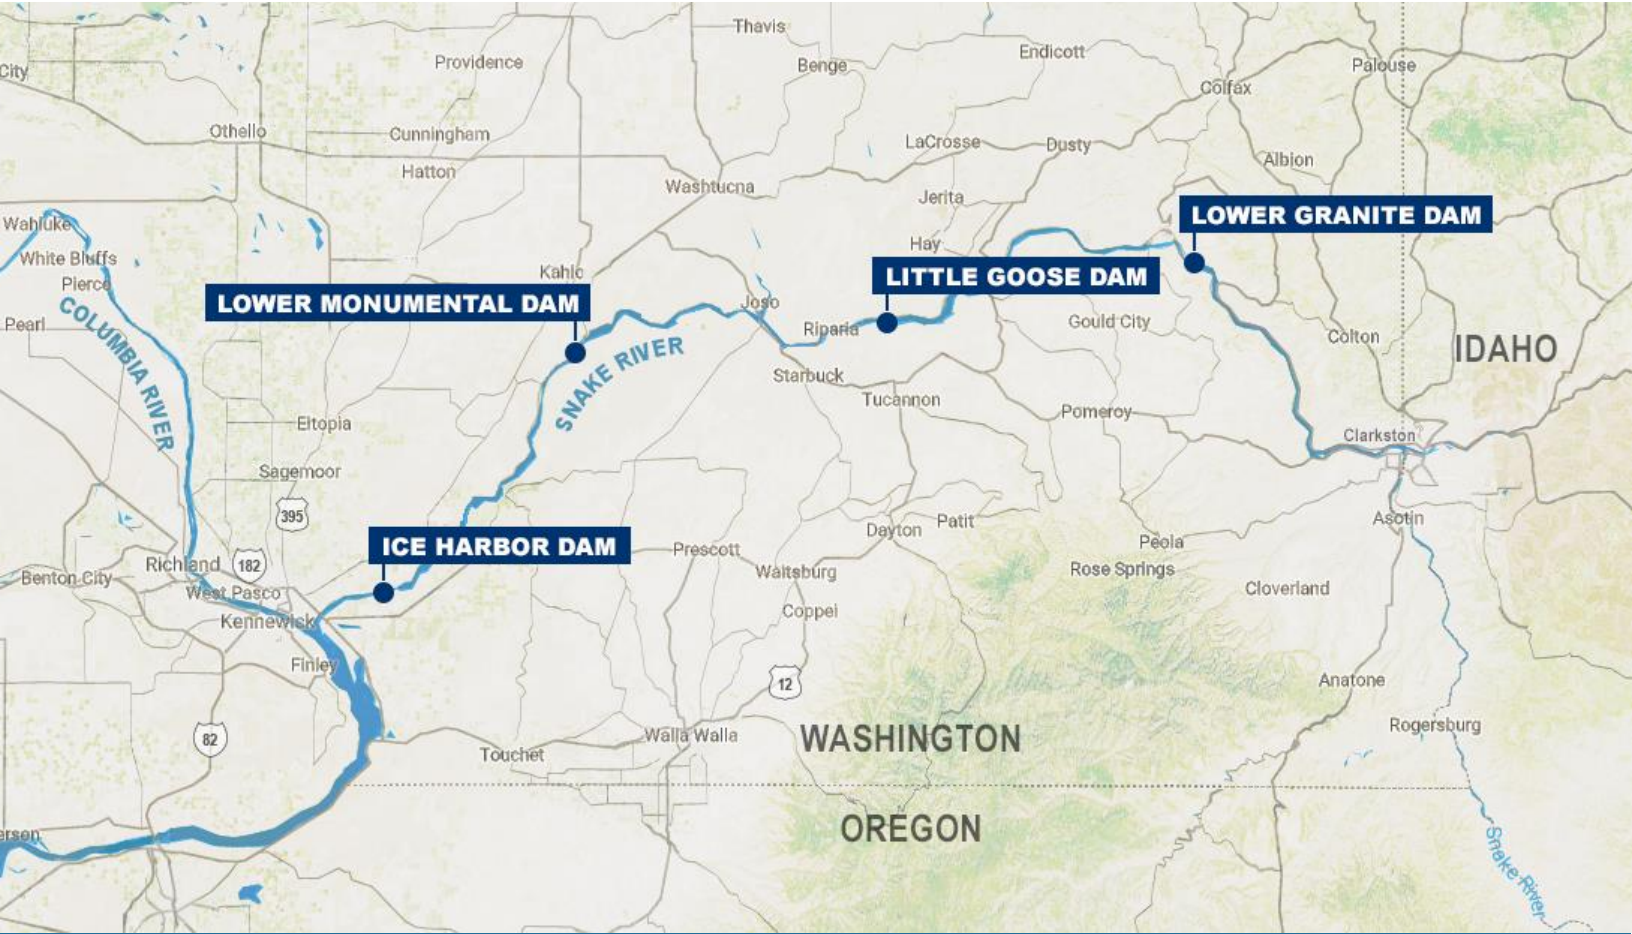 Thavis
Providence
Benge
Endicott
Palouse
City
Colfax
Othello
Cunningham
LaCrosse
Dusty
Albion
Hatton
Washtucna
Jerita
LOWER GRANITE DAM
Wahluke
Hay
White Bluffs
Kahlo
LITTLE GOOSE DAM
Pierce
LOWER MONUMENTAL DAM
Joso
COLUMBIA RIVER
Pearl
Riparia
Gould City
Colton
IDAHO
SNAKE RIVER
Starbuck
Tucannon
Pomeroy
Eltopia
Clarkston
Sagemoor
395
Asotin
Dayton
Patit
ICE HARBOR DAM
Prescott
Peola
Richland
182
Benton City
Waitsburg
Rose Springs
West Pasco
Cloverland
Kennewick
Coppei
Finley
12
Anatone
82
Walla Walla
WASHINGTON
Rogersburg
Touchet
OREGON
erson
Snake River